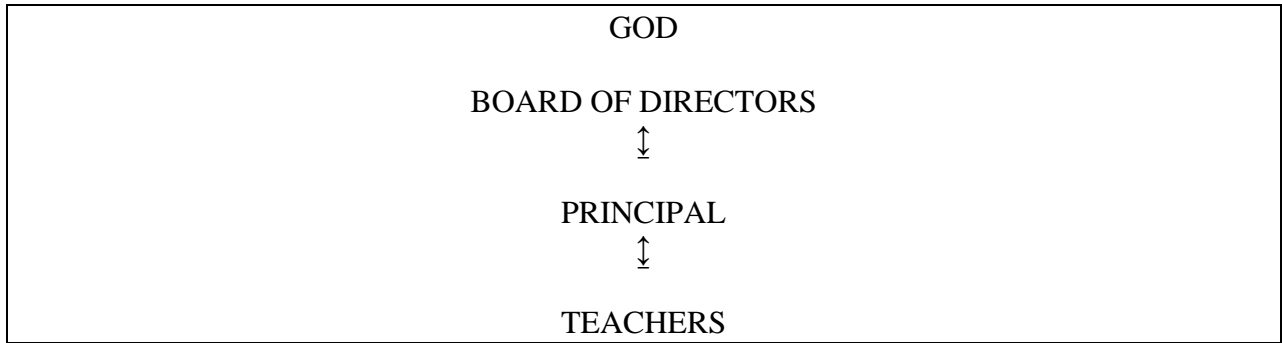 GOD
BOARD OF DIRECTORS
↨
PRINCIPAL
↨
TEACHERS